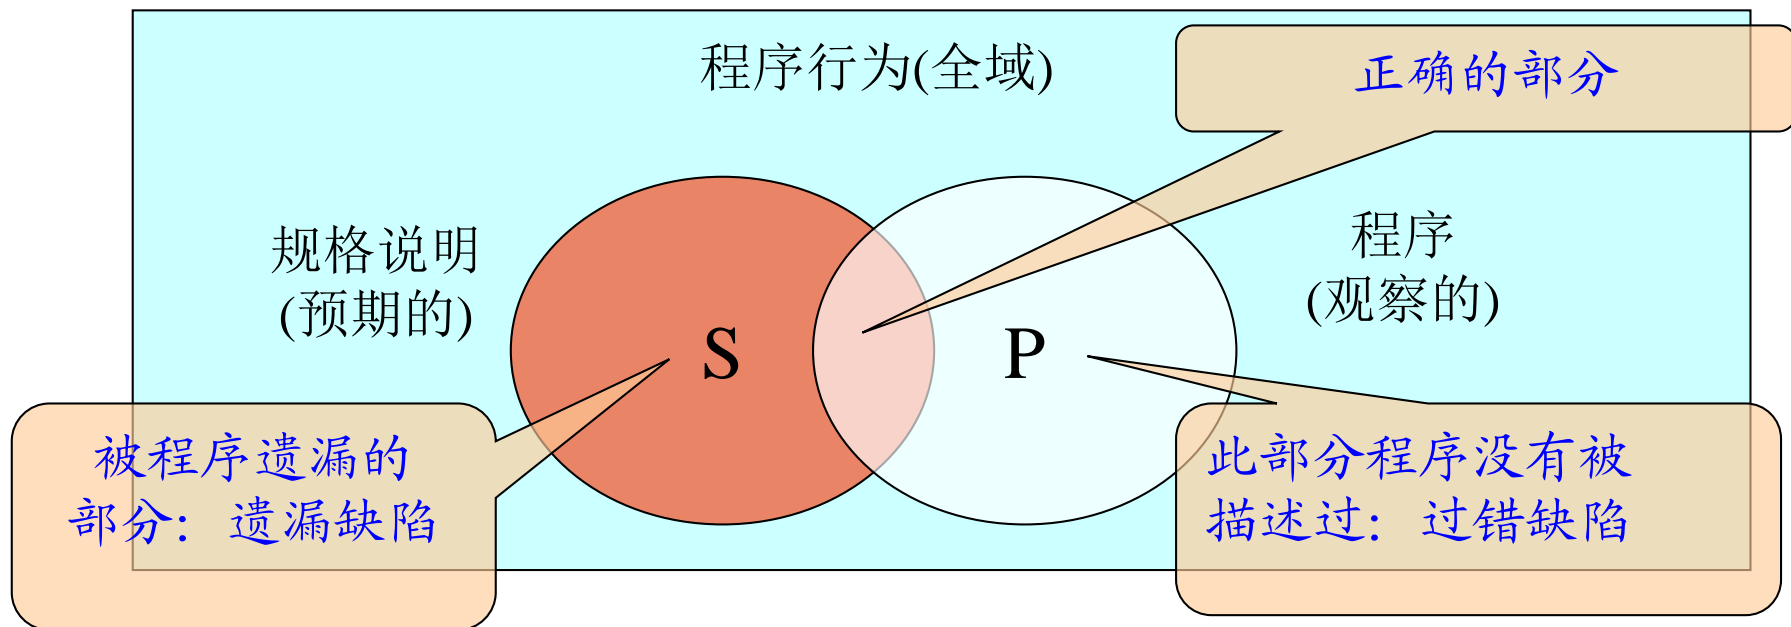 程序行为(全域)
正确的部分
规格说明
(预期的)
程序
(观察的)
S
P
被程序遗漏的
部分：遗漏缺陷
此部分程序没有被
描述过：过错缺陷